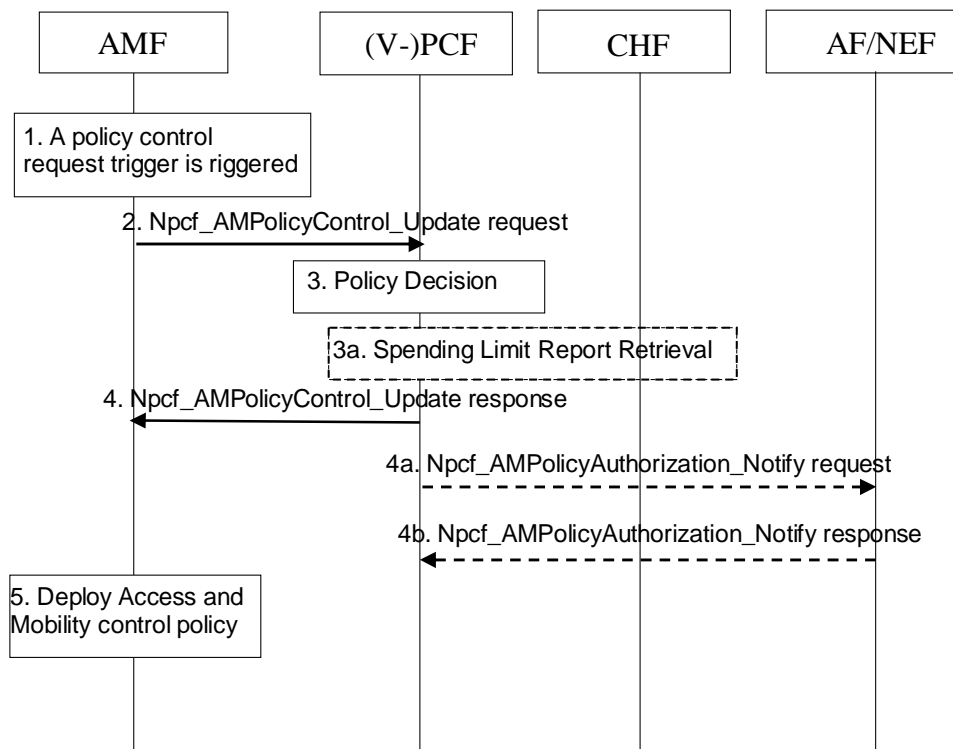 AMF
(V-)PCF
CHF
AF/NEF
1. A policy control
request trigger is riggered
2. Npcf_AMPolicyControl_Update request
3. Policy Decision
3a. Spending Limit Report Retrieval
4. Npcf_AMPolicyControl_Update response
4a. Npcf_AMPolicyAuthorization_Notify request
4b. Npcf_AMPolicyAuthorization_Notify response
5. Deploy Access and
Mobility control policy